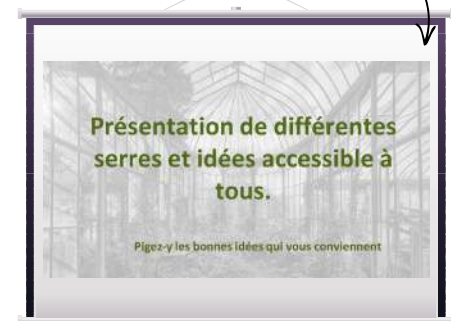 Présentation de différentes
serres et idées accessible à
tous.
Pigez-y les bonnes idées qui vous conviennent